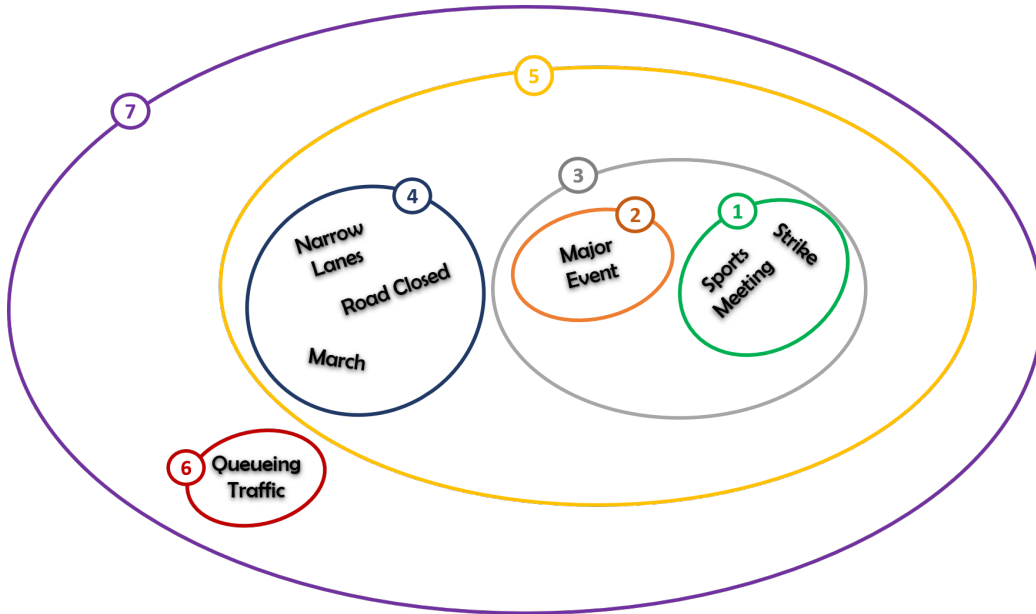 7
5
3
4
2
1
Narrow
Lanes
Road Closed
March
Major
Event
Sports
Meeting
Strike
6
Queueing
Traffic